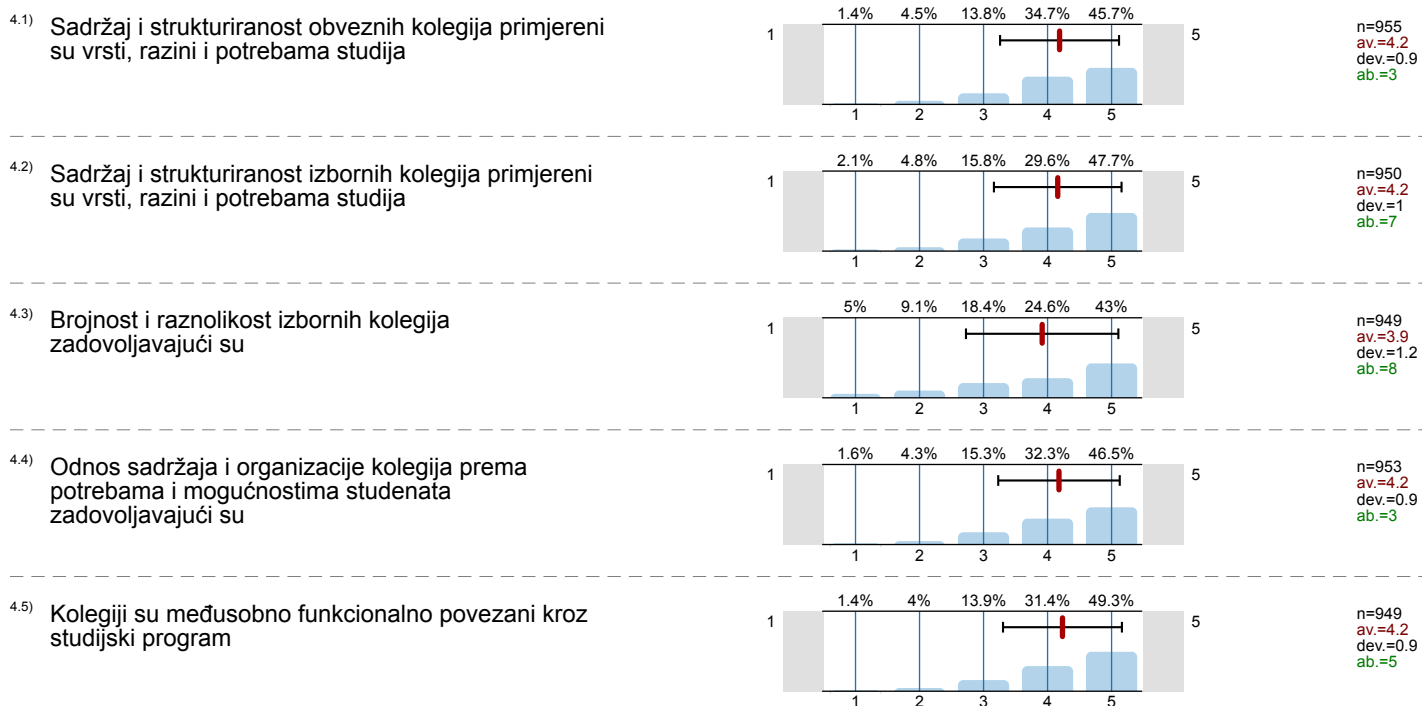 4.1) Sadržaj i strukturiranost obveznih kolegija primjereni
su vrsti, razini i potrebama studija
1.4% 4.5% 13.8% 34.7% 45.7%
1 5
1 2 3 4 5
n=955
av.=4.2
dev.=0.9
ab.=3
4.2) Sadržaj i strukturiranost izbornih kolegija primjereni
su vrsti, razini i potrebama studija
2.1% 4.8% 15.8% 29.6% 47.7%
1 5
1 2 3 4 5
n=950
av.=4.2
dev.=1
ab.=7
4.3) Brojnost i raznolikost izbornih kolegija
zadovoljavajući su
5% 9.1% 18.4% 24.6% 43%
1 5
1 2 3 4 5
n=949
av.=3.9
dev.=1.2
ab.=8
4.4) Odnos sadržaja i organizacije kolegija prema
potrebama i mogućnostima studenata
zadovoljavajući su
1.6% 4.3% 15.3% 32.3% 46.5%
1 5
1 2 3 4 5
n=953
av.=4.2
dev.=0.9
ab.=3
4.5) Kolegiji su međusobno funkcionalno povezani kroz
studijski program
1.4% 4% 13.9% 31.4% 49.3%
1 5
1 2 3 4 5
n=949
av.=4.2
dev.=0.9
ab.=5